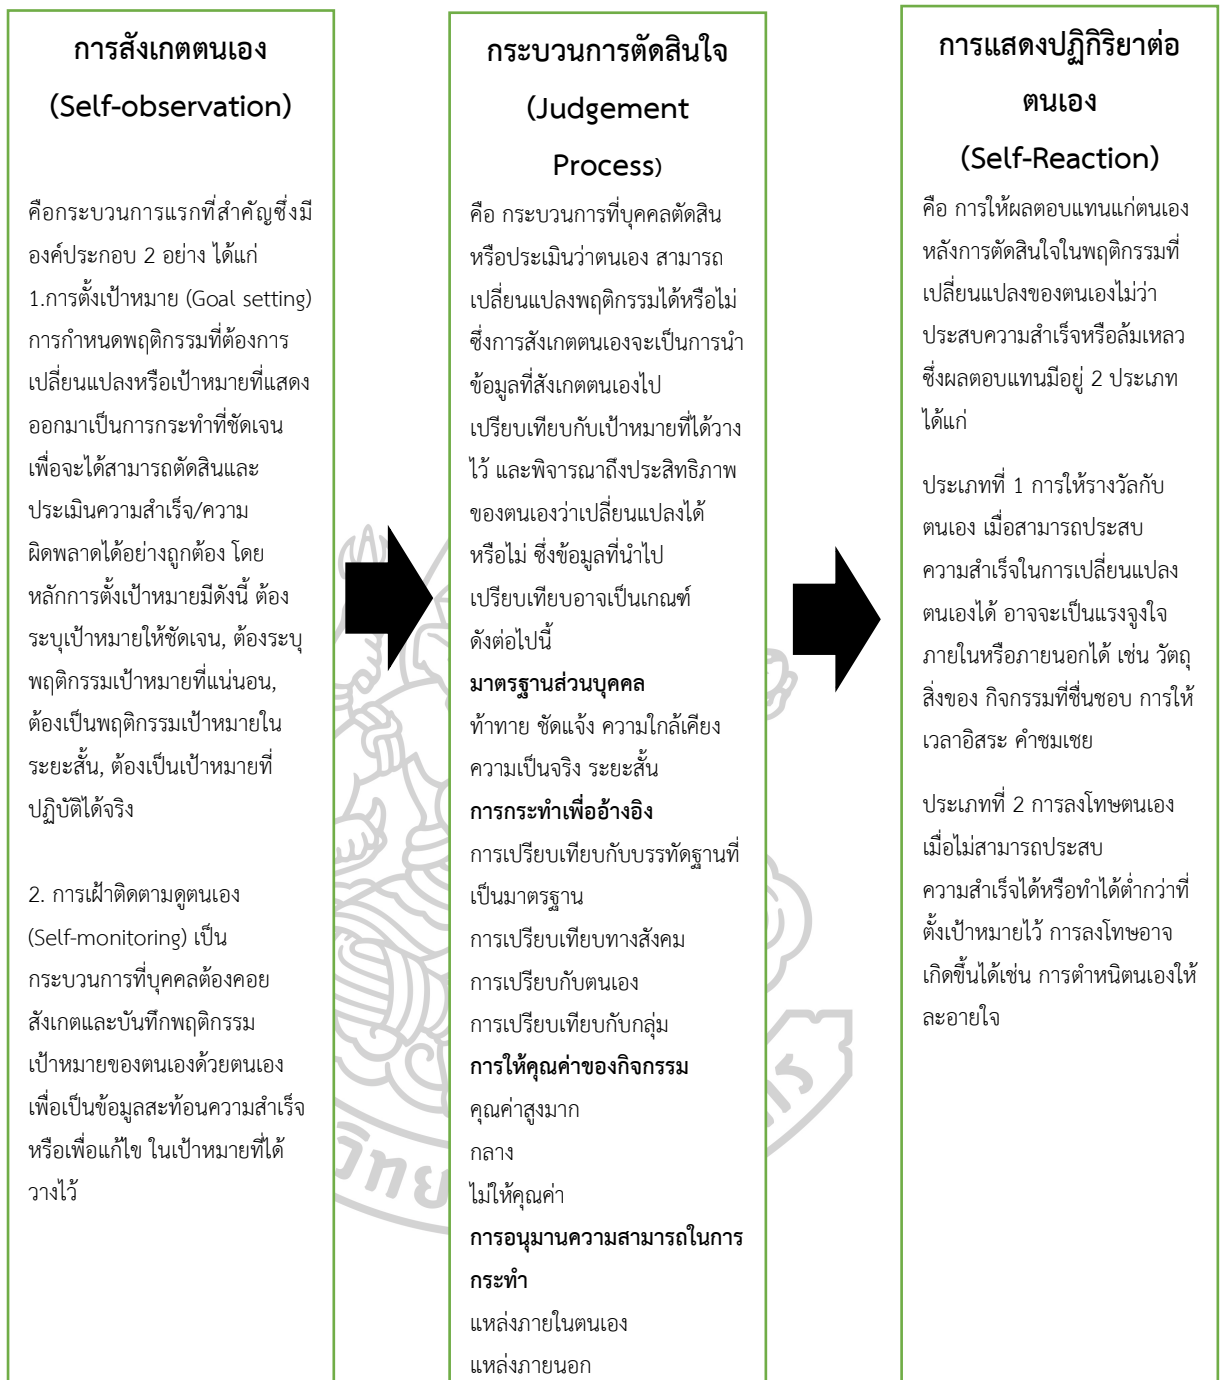 การสังเกตตนเอง
(Self-observation)
คือกระบวนการแรกที่สำคัญซึ่งมี
องค์ประกอบ 2 อย่าง ได้แก่
1.การตั้งเป้าหมาย (Goal setting)
การกำหนดพฤติกรรมที่ต้องการ
เปลี่ยนแปลงหรือเป้าหมายที่แสดง
ออกมาเป็นการกระทำที่ชัดเจน
เพื่อจะได้สามารถตัดสินและ
ประเมินความสำเร็จ/ความ
ผิดพลาดได้อย่างถูกต้อง โดย
หลักการตั้งเป้าหมายมีดังนี้ ต้อง
ระบุเป้าหมายให้ชัดเจน, ต้องระบุ
พฤติกรรมเป้าหมายที่แน่นอน,
ต้องเป็นพฤติกรรมเป้าหมายใน
ระยะสั้น, ต้องเป็นเป้าหมายที่
ปฏิบัติได้จริง
2. การเฝ้าติดตามดูตนเอง
(Self-monitoring) เป็น
กระบวนการที่บุคคลต้องคอย
สังเกตและบันทึกพฤติกรรม
เป้าหมายของตนเองด้วยตนเอง
เพื่อเป็นข้อมูลสะท้อนความสำเร็จ
หรือเพื่อแก้ไข ในเป้าหมายที่ได้
วางไว้
กระบวนการตัดสินใจ
(Judgement
Process)
คือ กระบวนการที่บุคคลตัดสิน
หรือประเมินว่าตนเอง สามารถ
เปลี่ยนแปลงพฤติกรรมได้หรือไม่
ซึ่งการสังเกตตนเองจะเป็นการนำ
ข้อมูลที่สังเกตตนเองไป
เปรียบเทียบกับเป้าหมายที่ได้วาง
ไว้ และพิจารณาถึงประสิทธิภาพ
ของตนเองว่าเปลี่ยนแปลงได้
หรือไม่ ซึ่งข้อมูลที่นำไป
เปรียบเทียบอาจเป็นเกณฑ์
ดังต่อไปนี้
มาตรฐานส่วนบุคคล
ท้าทาย ชัดแจ้ง ความใกล้เคียง
ความเป็นจริง ระยะสั้น
การกระทำเพื่ออ้างอิง
การเปรียบเทียบกับบรรทัดฐานที่
เป็นมาตรฐาน
การเปรียบเทียบทางสังคม
การเปรียบกับตนเอง
การเปรียบเทียบกับกลุ่ม
การให้คุณค่าของกิจกรรม
คุณค่าสูงมาก
กลาง
ไม่ให้คุณค่า
การอนุมานความสามารถในการ
กระทำ
แหล่งภายในตนเอง
แหล่งภายนอก
การแสดงปฏิกิริยาต่อ
ตนเอง
(Self-Reaction)
คือ การให้ผลตอบแทนแก่ตนเอง
หลังการตัดสินใจในพฤติกรรมที่
เปลี่ยนแปลงของตนเองไม่ว่า
ประสบความสำเร็จหรือล้มเหลว
ซึ่งผลตอบแทนมีอยู่ 2 ประเภท
ได้แก่
ประเภทที่ 1 การให้รางวัลกับ
ตนเอง เมื่อสามารถประสบ
ความสำเร็จในการเปลี่ยนแปลง
ตนเองได้ อาจจะเป็นแรงจูงใจ
ภายในหรือภายนอกได้ เช่น วัตถุ
สิ่งของ กิจกรรมที่ชื่นชอบ การให้
เวลาอิสระ คำชมเชย
ประเภทที่ 2 การลงโทษตนเอง
เมื่อไม่สามารถประสบ
ความสำเร็จได้หรือทำได้ต่ำกว่าที่
ตั้งเป้าหมายไว้ การลงโทษอาจ
เกิดขึ้นได้เช่น การตำหนิตนเองให้
ละอายใจ